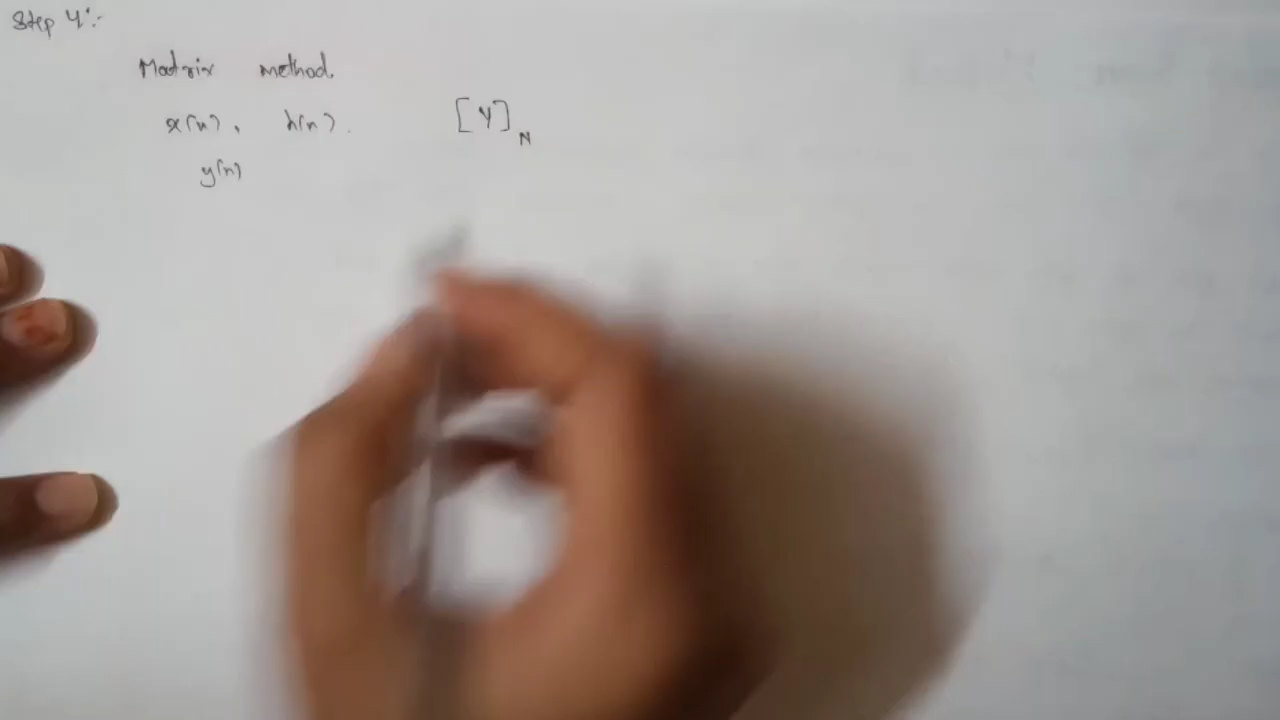 Step 4:-
Matrix method.
x(n), h(n). [Y]N
y(n)